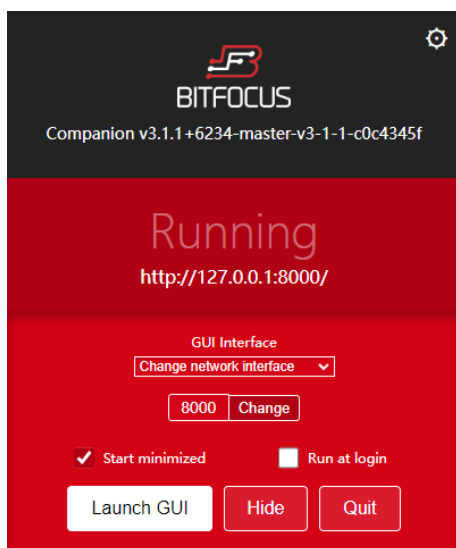 BITFOCUS
Companion v3.1.1+6234-master-v3-1-1-c0c4345f
Running
http://127.0.0.1:8000/
GUI Interface
Change network interface
8000 Change
Start minimized Run at login
Launch GUI Hide Quit